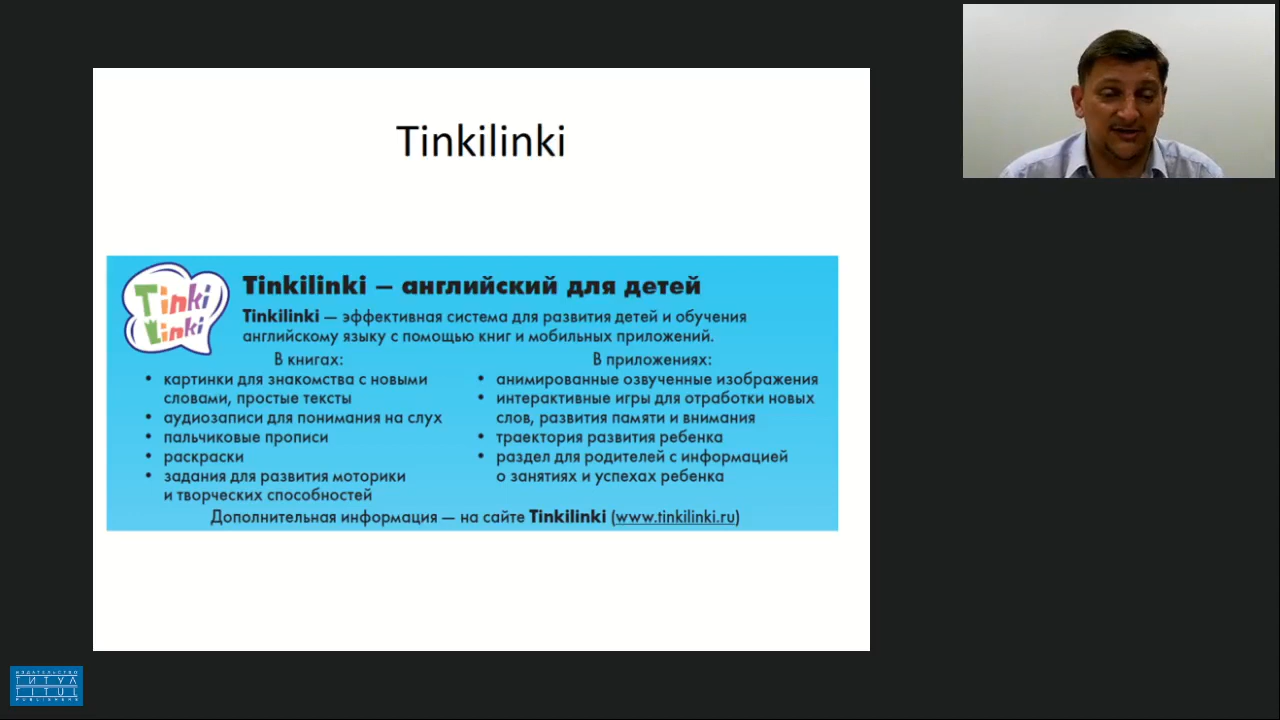 Tinkilinki
Tinki
Linki
Tinkilinki — английский для детей
Tinkilinki — эффективная система для развития детей и обучения
английскому языку с помощью книг и мобильных приложений.
В книгах:
• картинки для знакомства с новыми
словами, простые тексты
• аудиозаписи для понимания на слух
• пальчиковые прописи
• раскраски
• задания для развития моторики
и творческих способностей
В приложениях:
• анимированные озвученные изображения
• интерактивные игры для отработки новых
слов, развития памяти и внимания
• траектория развития ребенка
• раздел для родителей с информацией
о занятиях и успехах ребенка
Дополнительная информация — на сайте Tinkilinki (www.tinkilinki.ru)
ИЗДАТЕЛЬСТВО
ТИТУЛ
TITUL
PUBLISHERS